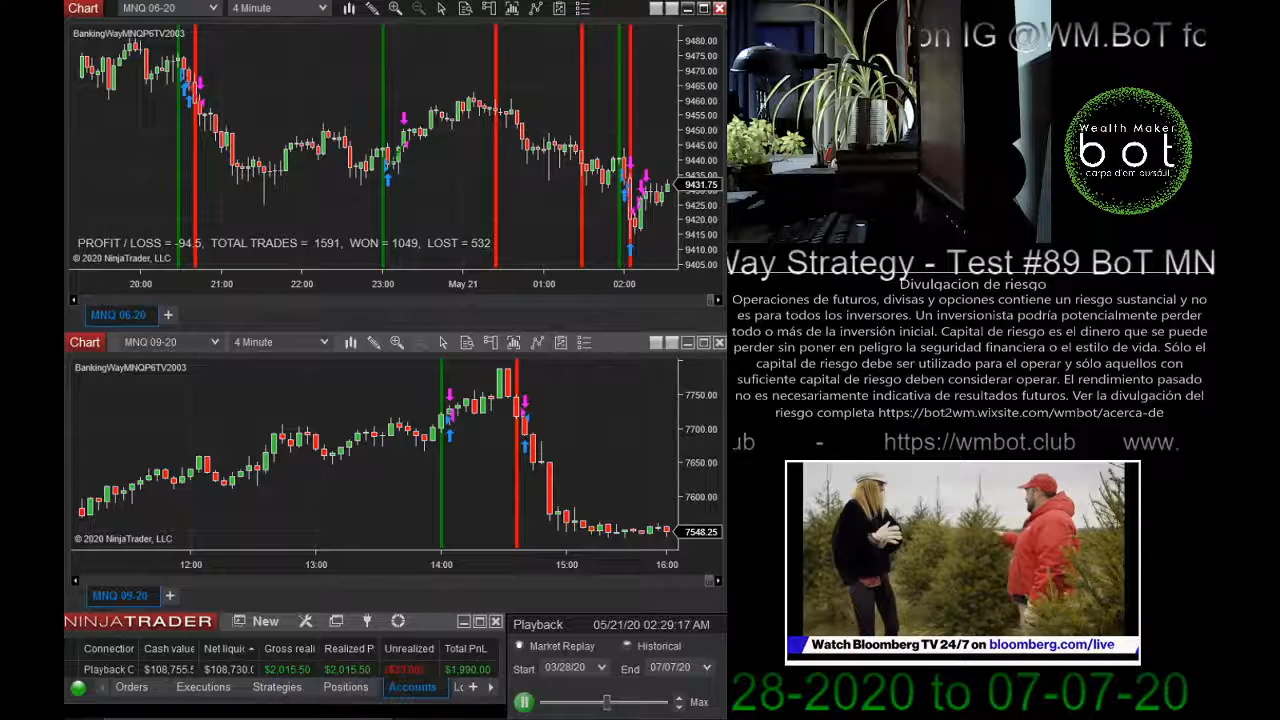 Chart
MNQ 06-20
4 Minute
BankingWayMNQP6TV2003
9480.00
9475.00
9470.00
9465.00
9460.00
9455.00
9450.00
9445.00
9440.00
9435.00
9431.75
9425.00
9420.00
9415.00
9410.00
9405.00
PROFIT / LOSS = -94.5, TOTAL TRADES = 1591, WON = 1049, LOST = 532
© 2020 NinjaTrader, LLC
20:00 21:00 22:00 23:00 May 21 01:00 02:00
MNQ 06-20 +
Chart
MNQ 09-20
4 Minute
BankingWayMNQP6TV2003
7750.00
7700.00
7650.00
7600.00
7548.25
© 2020 NinjaTrader, LLC
12:00 13:00 14:00 15:00 16:00
MNQ 09-20 +
NINJATRADER
New
Connection Cash value Net liquid Gross reali Realized P Unrealized Total PnL
Playback C $108,755.5 $108,730.0 $2,015.50 $2,015.50 $1,990.00
Orders Executions Strategies Positions Accounts +
Playback 05/21/20 02:29:17 AM
Market Replay Historical
Start 03/28/20 End 07/07/20
Max
on IG @WM.BoT fo
Wealth Maker
bot
Way Strategy - Test #89 BoT MN
Divulgacion de riesgo
Operaciones de futuros, divisas y opciones contiene un riesgo sustancial y no
es para todos los inversores. Un inversionista podría potencialmente perder
todo o más de la inversión inicial. Capital de riesgo es el dinero que se puede
perder sin poner en peligro la seguridad financiera o el estilo de vida. Sólo el
capital de riesgo debe ser utilizado para el operar y sólo aquellos con
suficiente capital de riesgo deben considerar operar. El rendimiento pasado
no es necesariamente indicativa de resultados futuros. Ver la divulgación del
riesgo completa https://bot2wm.wixsite.com/wmbot/acerca-de
ub - https://wmbot.club www.
Watch Bloomberg TV 24/7 on bloomberg.com/live
28-2020 to 07-07-20